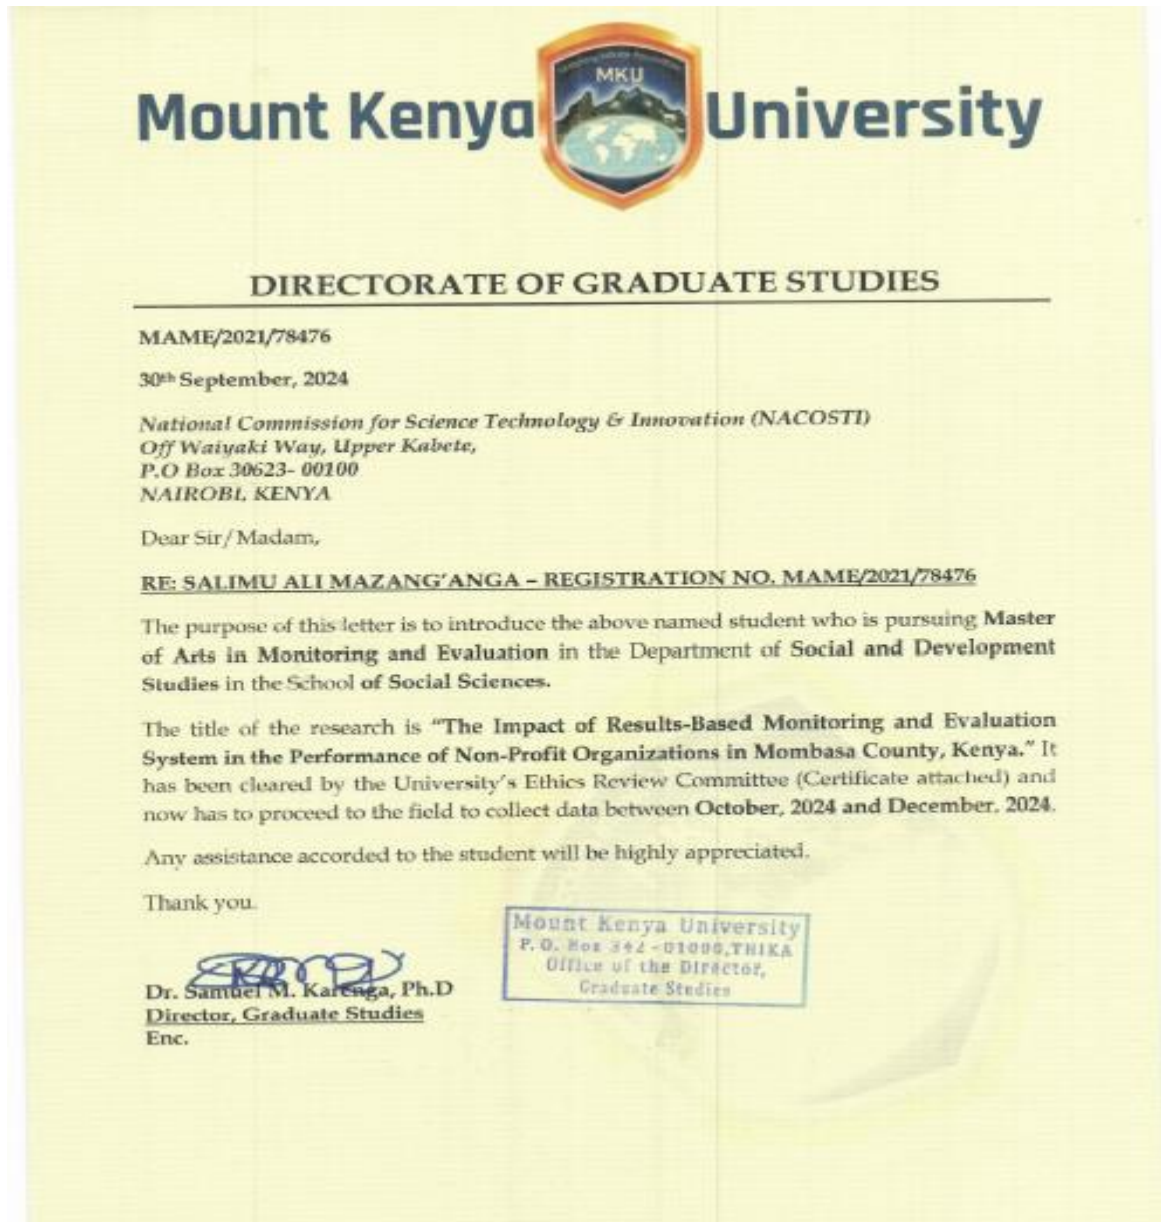 Mount Kenya University
MKU
DIRECTORATE OF GRADUATE STUDIES
MAME/2021/78476
30th September, 2024
National Commission for Science Technology & Innovation (NACOSTI)
Off Waiyaki Way, Upper Kabete,
P.O Box 30623- 00100
NAIROBI, KENYA
Dear Sir/Madam,
RE: SALIMU ALI MAZANG'ANGA – REGISTRATION NO. MAME/2021/78476
The purpose of this letter is to introduce the above named student who is pursuing Master
of Arts in Monitoring and Evaluation in the Department of Social and Development
Studies in the School of Social Sciences.
The title of the research is "The Impact of Results-Based Monitoring and Evaluation
System in the Performance of Non-Profit Organizations in Mombasa County, Kenya." It
has been cleared by the University's Ethics Review Committee (Certificate attached) and
now has to proceed to the field to collect data between October, 2024 and December, 2024.
Any assistance accorded to the student will be highly appreciated.
Thank you.
Mount Kenya University
P. O. Box 342-01000, THIKA
Office of the Director,
Graduate Studies
Dr. Samuel M. Karenga, Ph.D
Director, Graduate Studies
Enc.